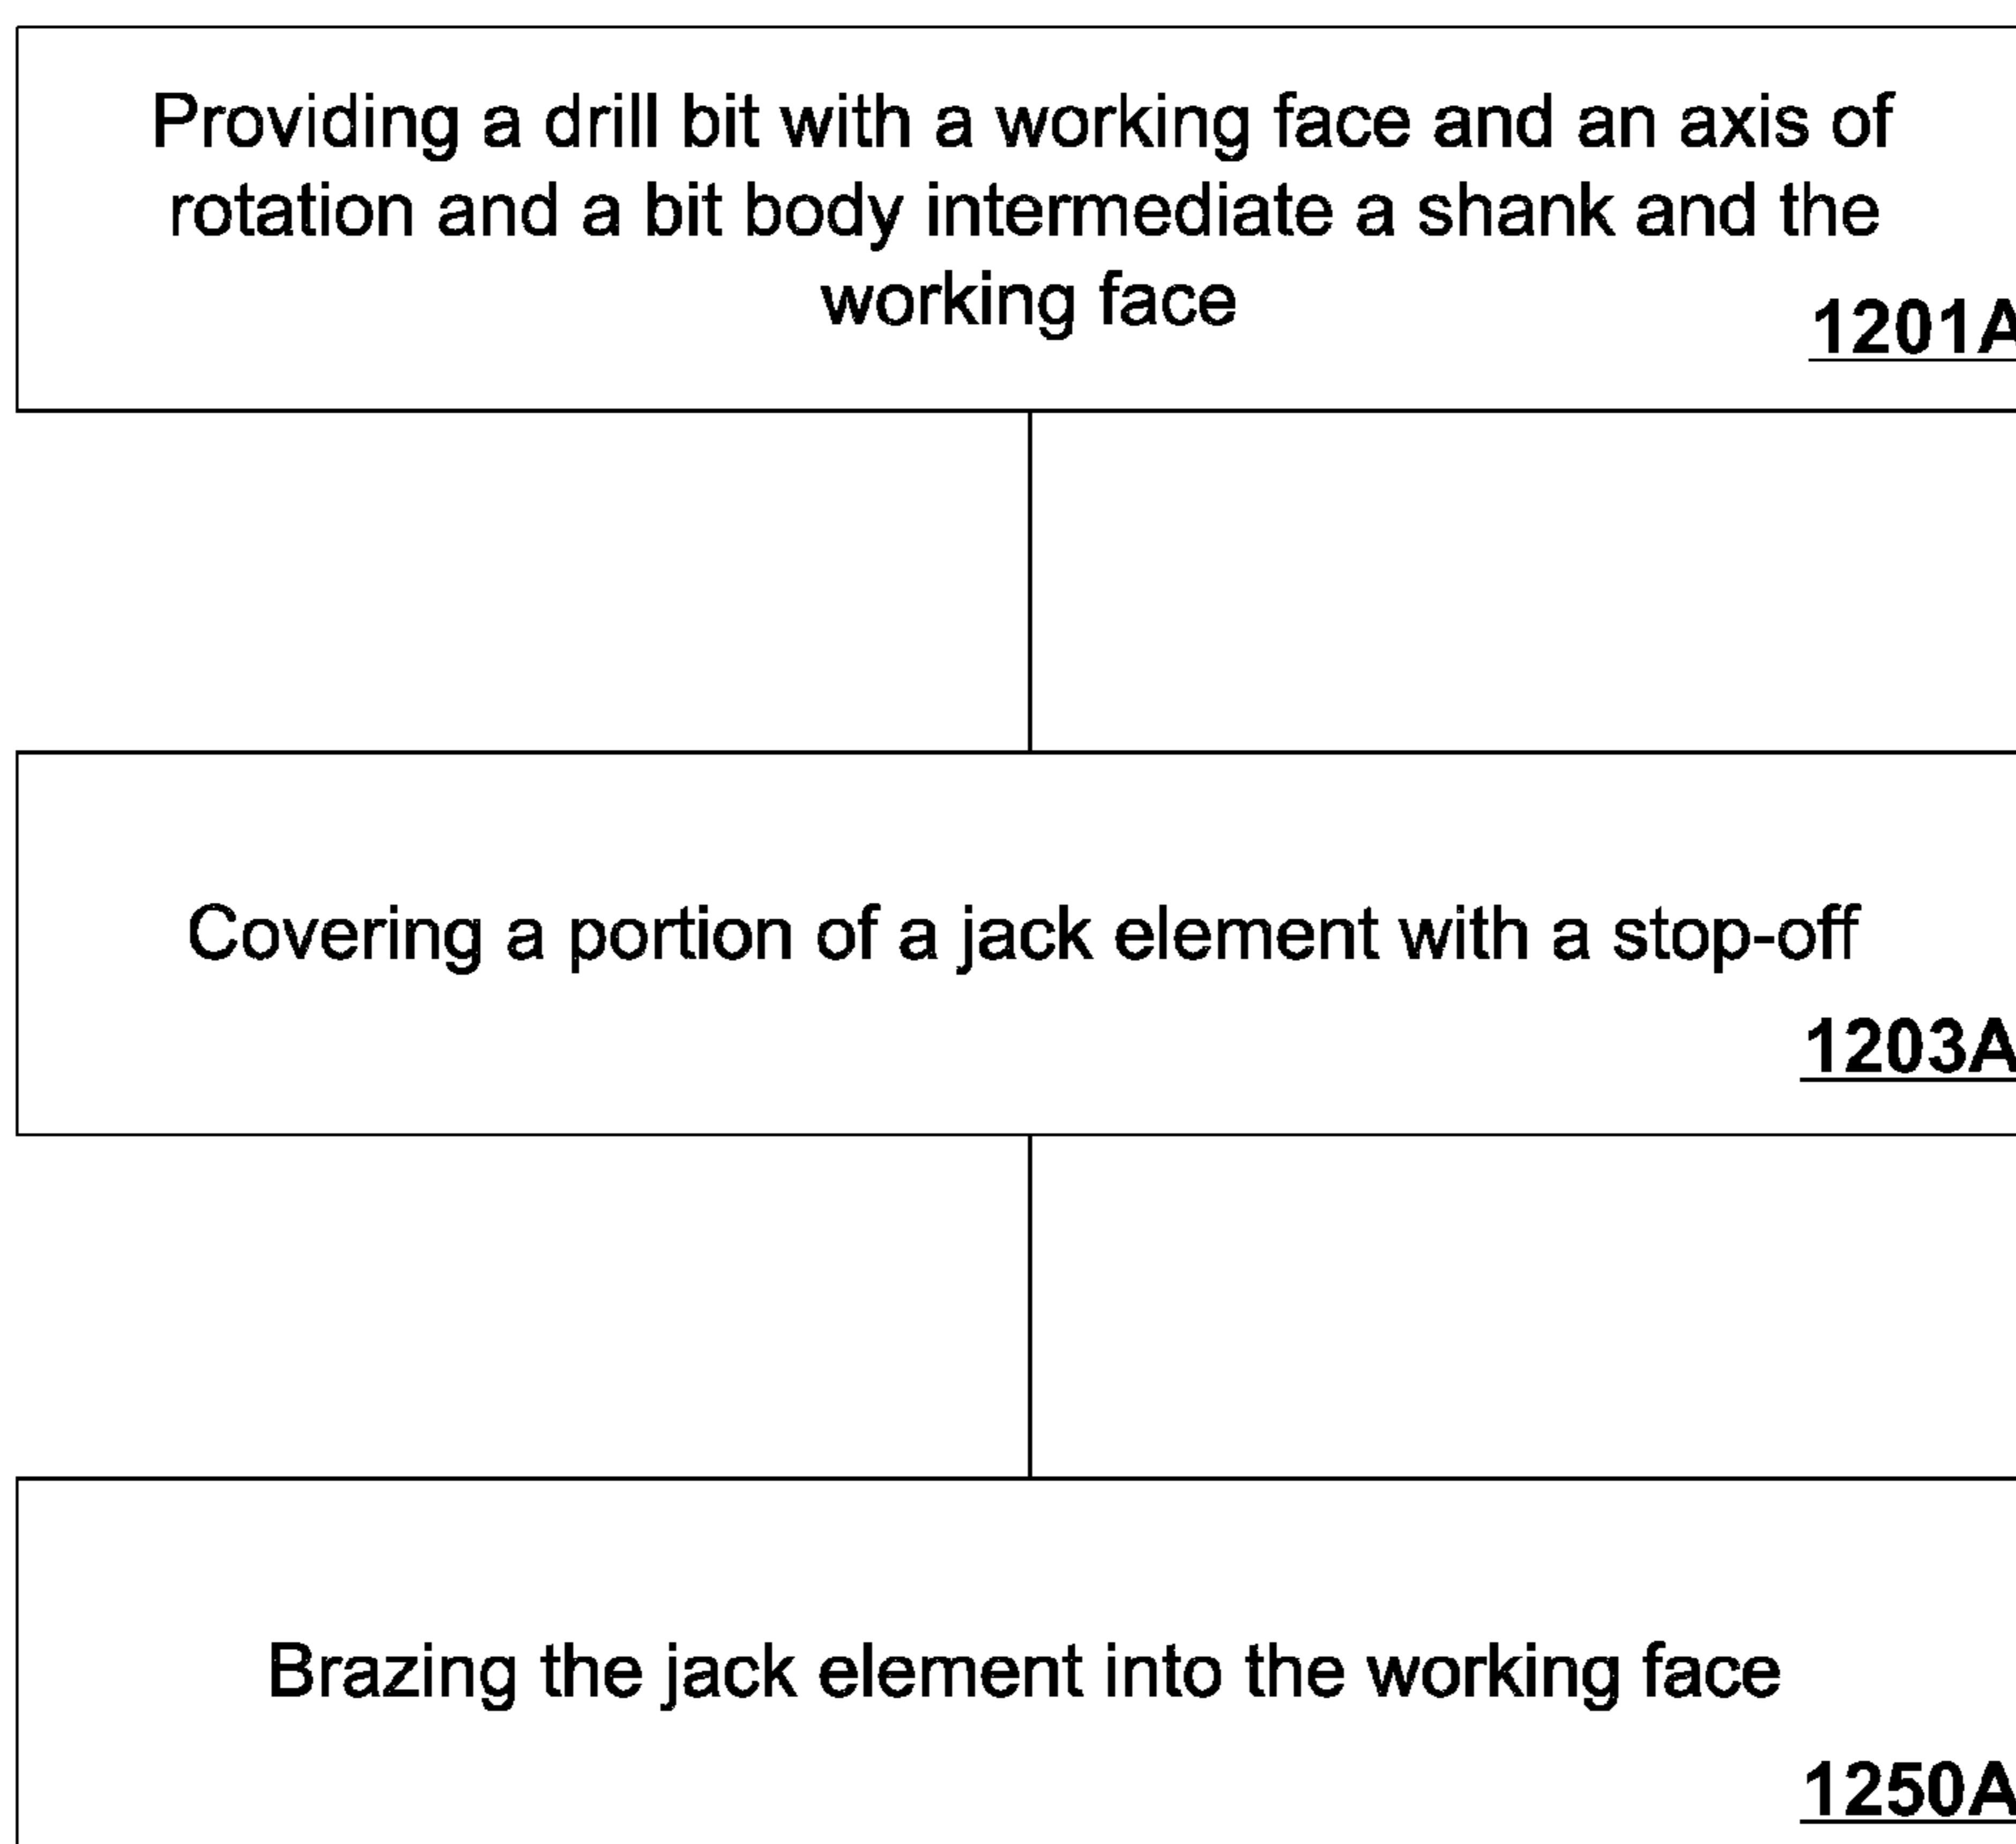 Providing a drill bit with a working face and an axis of
rotation and a bit body intermediate a shank and the
working face
1201A
Covering a portion of a jack element with a stop-off
1203A
Brazing the jack element into the working face
1250A